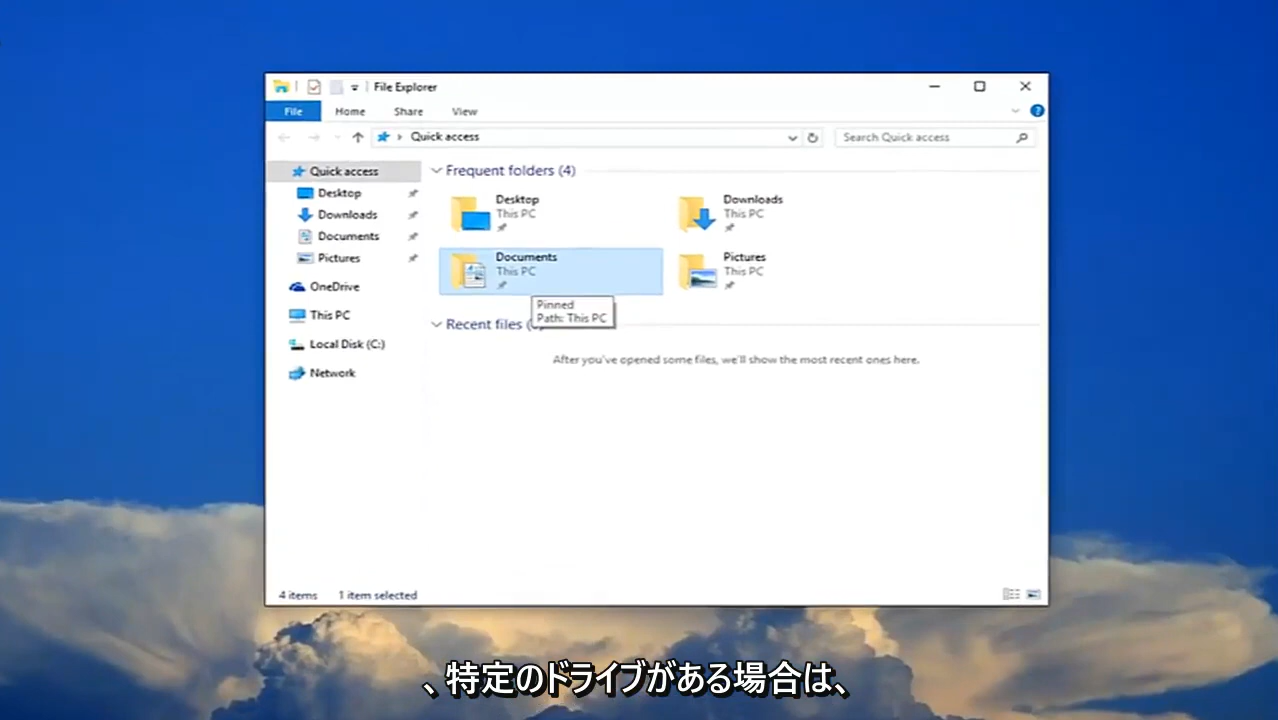 File Explorer
File Home Share View
Quick access
Search Quick access
Quick access
Desktop
Downloads
Documents
Pictures
OneDrive
This PC
Local Disk (C:)
Network
Frequent folders (4)
Desktop
This PC
Downloads
This PC
Documents
This PC
Pictures
This PC
Pinned
Path: This PC
Recent files
After you've opened some files, we'll show the most recent ones here.
4 items 1 item selected
、特定のドライブがある場合は、